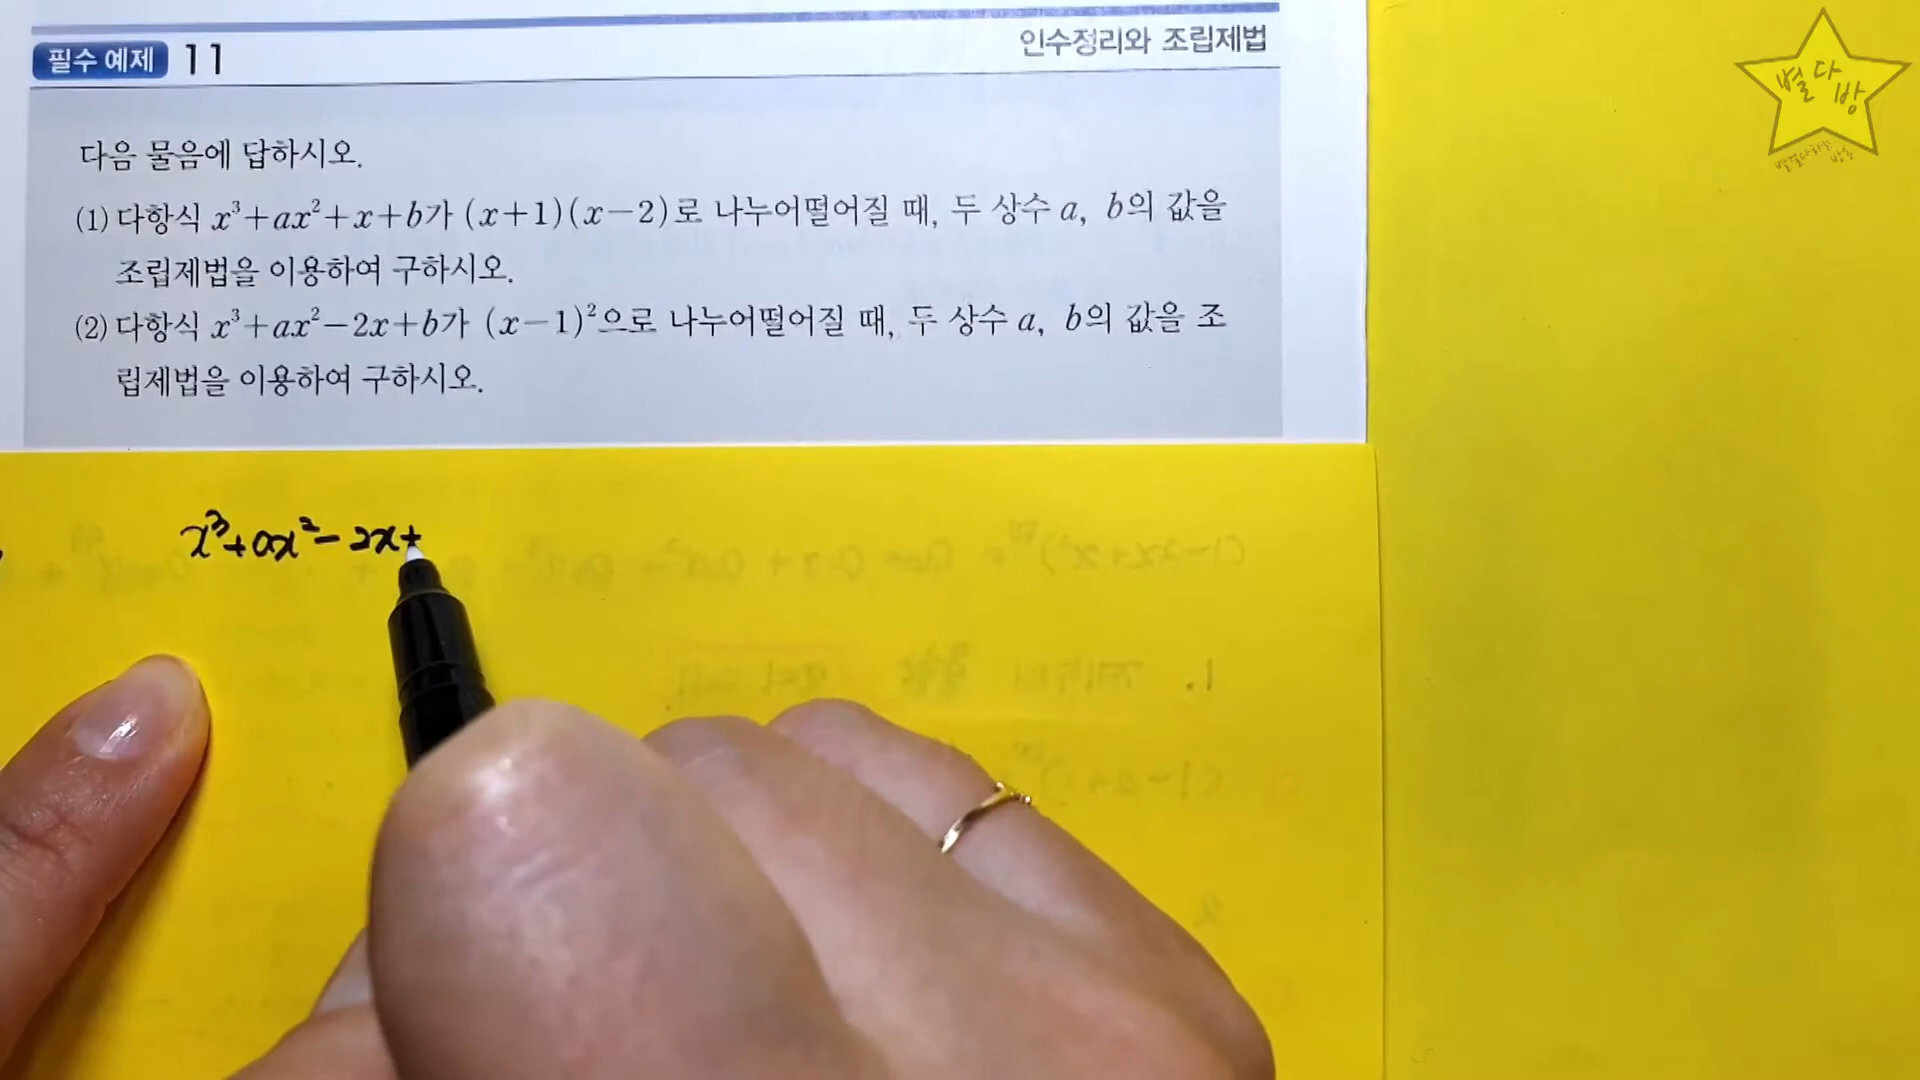 필수 예제 11
인수정리와 조립제법
다음 물음에 답하시오.
(1) 다항식 x³+ax²+x+b가 (x+1)(x-2)로 나누어떨어질 때, 두 상수 a, b의 값을
조립제법을 이용하여 구하시오.
(2) 다항식 x³+ax²-2x+b가 (x-1)²으로 나누어떨어질 때, 두 상수 a, b의 값을 조
립제법을 이용하여 구하시오.
x³+ax²-2x+
별다방